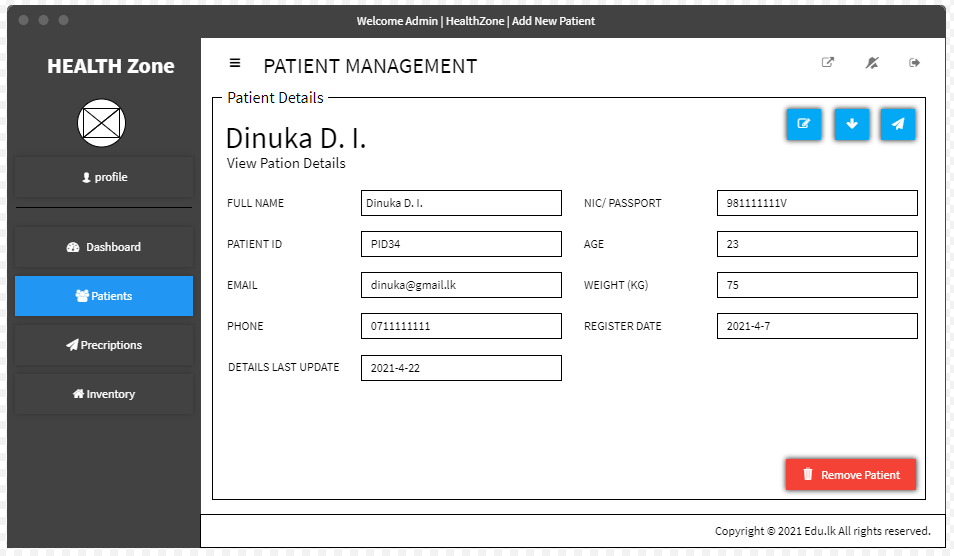 Welcome Admin | HealthZone | Add New Patient
HEALTH Zone
profile
Dashboard
Patients
Precriptions
Inventory
PATIENT MANAGEMENT
Patient Details
Dinuka D. I.
View Pation Details
FULL NAME Dinuka D. I. NIC/ PASSPORT 981111111V
PATIENT ID PID34 AGE 23
EMAIL dinuka@gmail.lk WEIGHT (KG) 75
PHONE 0711111111 REGISTER DATE 2021-4-7
DETAILS LAST UPDATE 2021-4-22
Remove Patient
Copyright © 2021 Edu.lk All rights reserved.